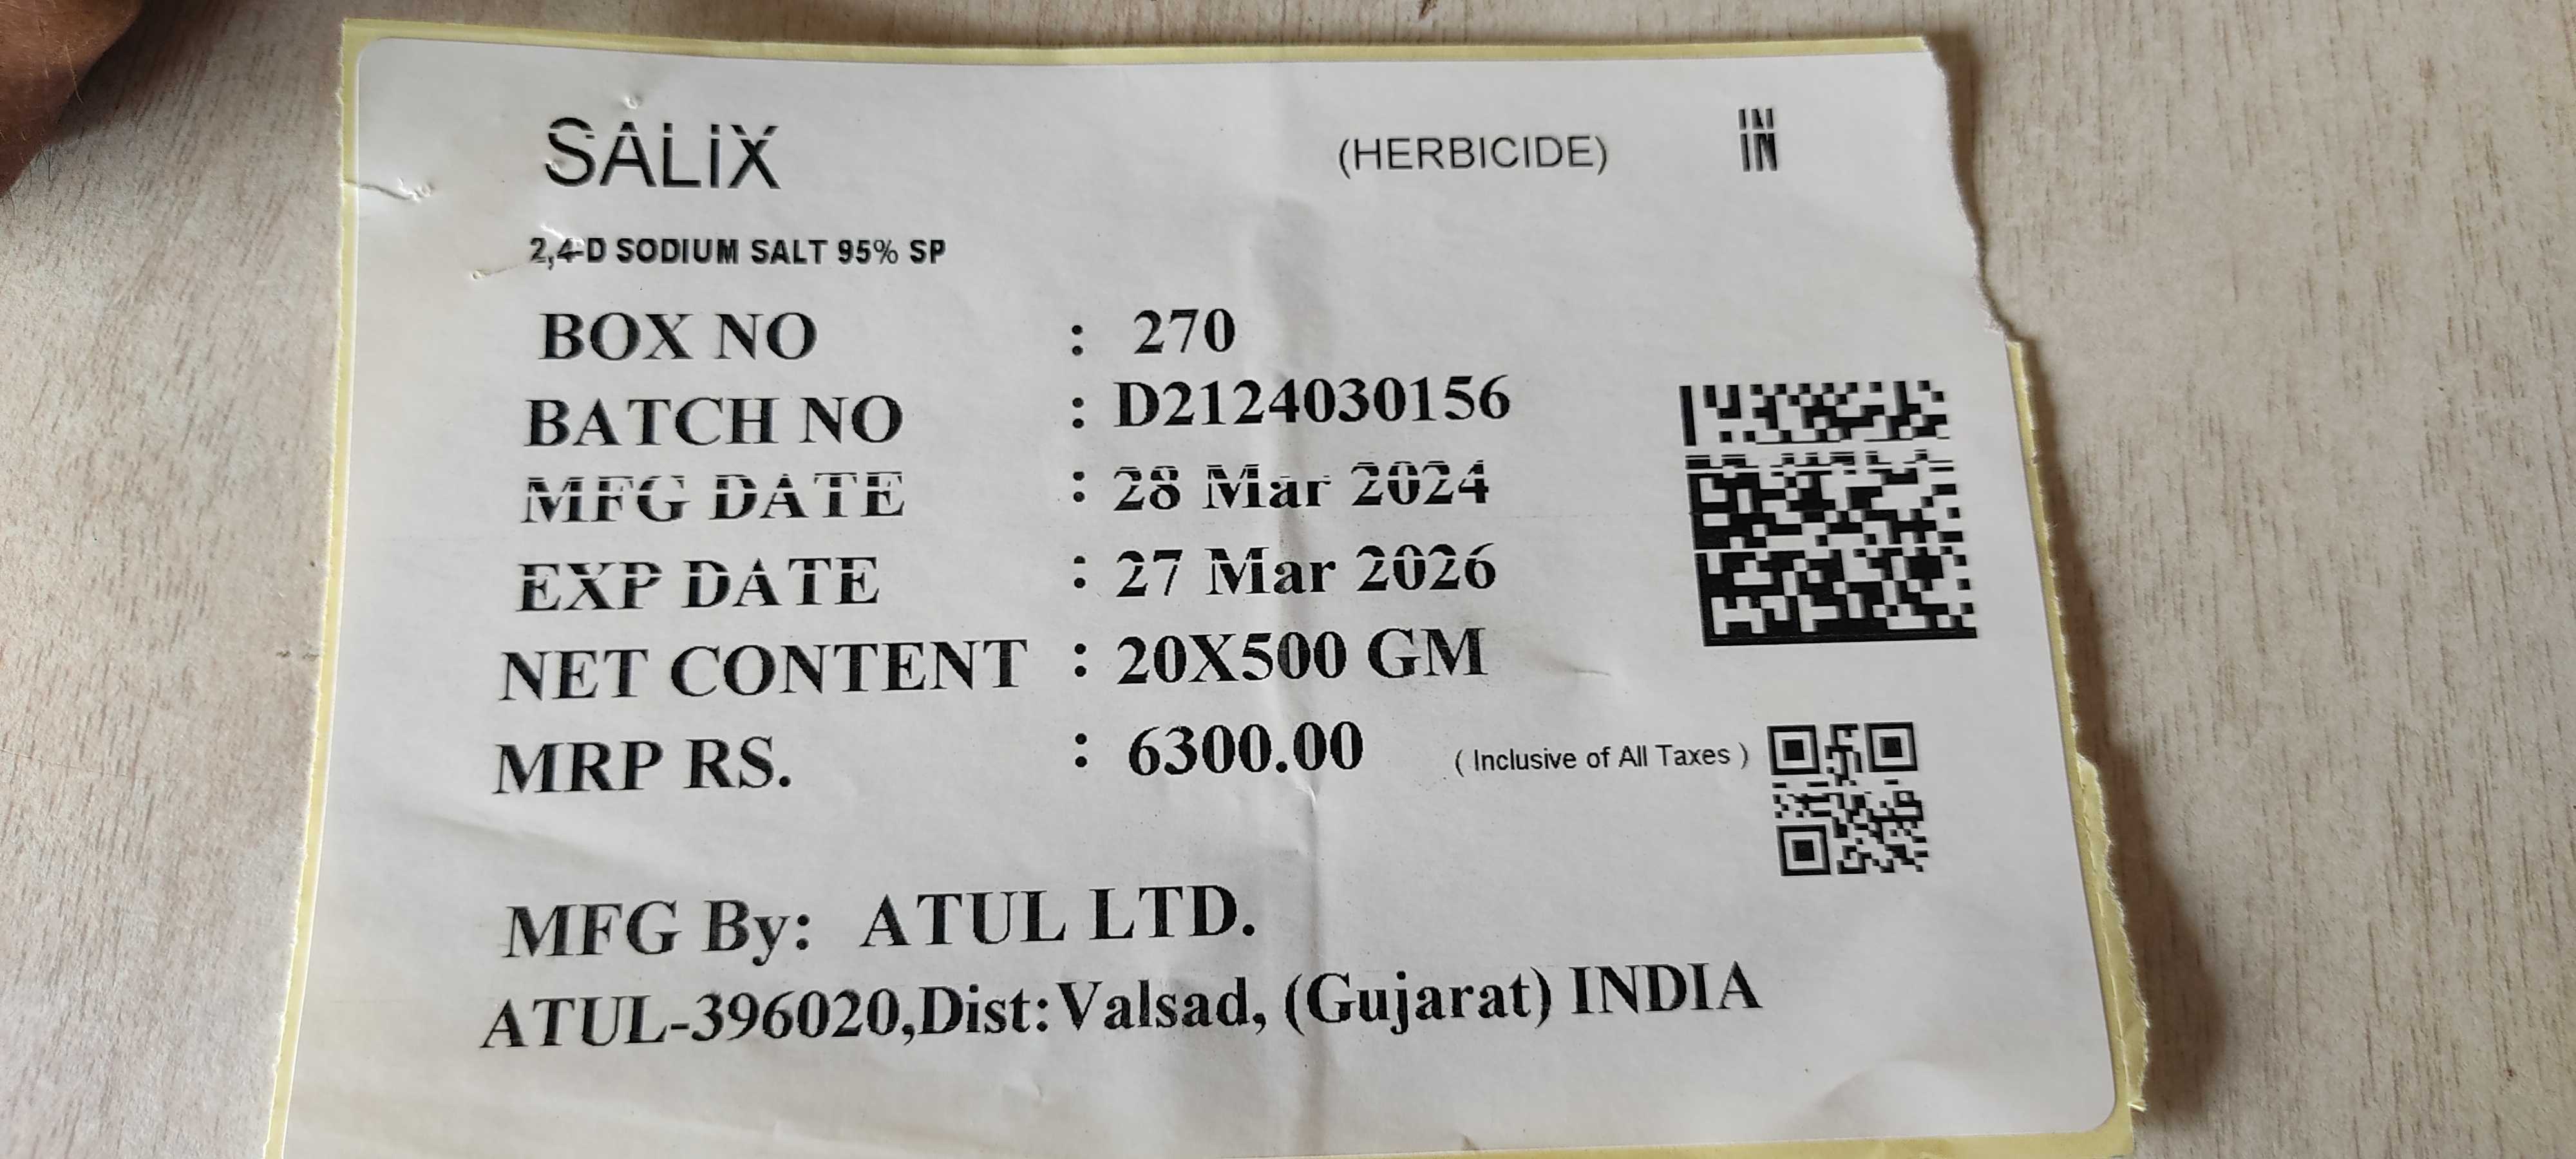 SALiX (HERBICIDE) IN
2,4-D SODIUM SALT 95% SP
BOX NO : 270
BATCH NO : D2124030156
MFG DATE : 28 Mar 2024
EXP DATE : 27 Mar 2026
NET CONTENT : 20X500 GM
MRP RS. : 6300.00 ( Inclusive of All Taxes )
MFG By: ATUL LTD.
ATUL-396020,Dist:Valsad, (Gujarat) INDIA